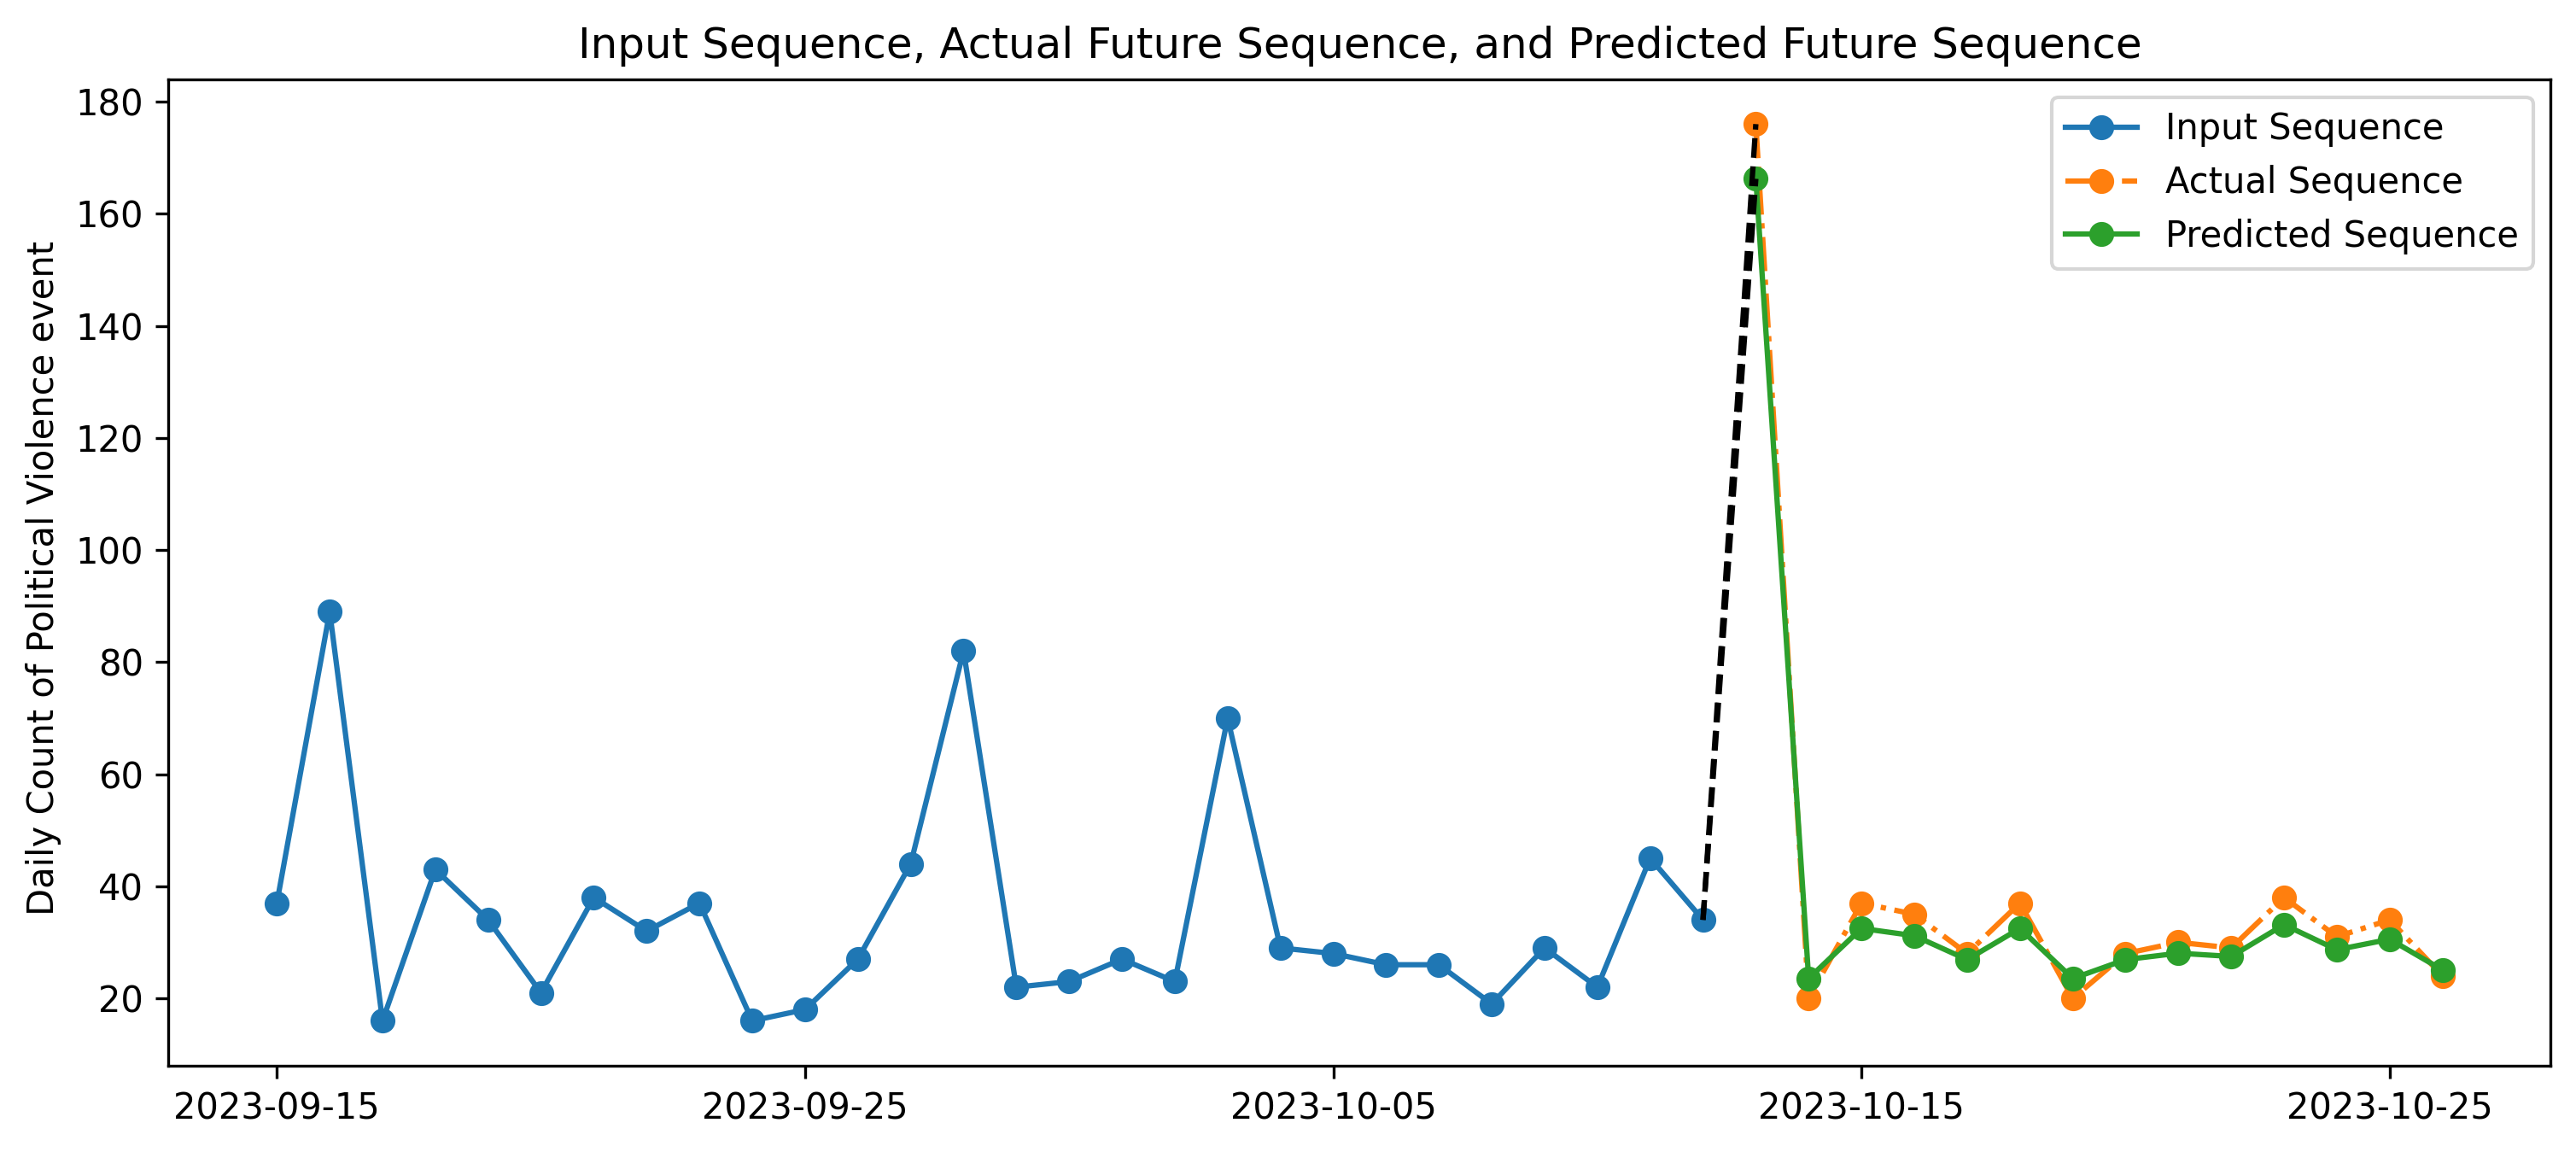 Input Sequence, Actual Future Sequence, and Predicted Future Sequence
Daily Count of Political Violence event
180
160
140
120
100
80
60
40
20
Input Sequence
Actual Sequence
Predicted Sequence
2023-09-15
2023-09-25
2023-10-05
2023-10-15
2023-10-25